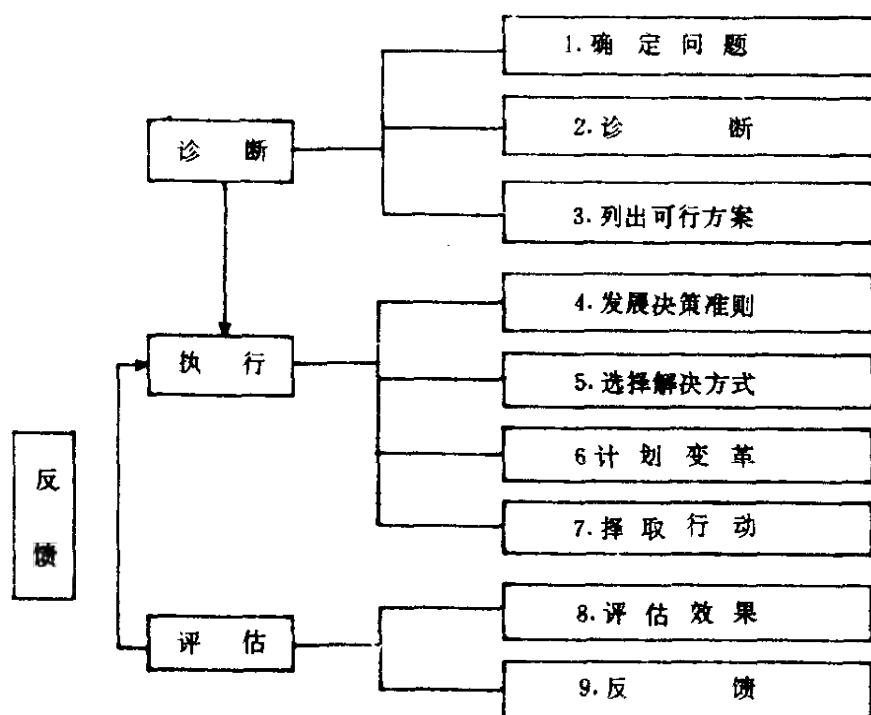 1.确定问题
诊断
2.诊断
3.列出可行方案
4.发展决策准则
执行
5.选择解决方式
6计划变革
反馈
7.择取行动
8.评估效果
评估
9.反馈